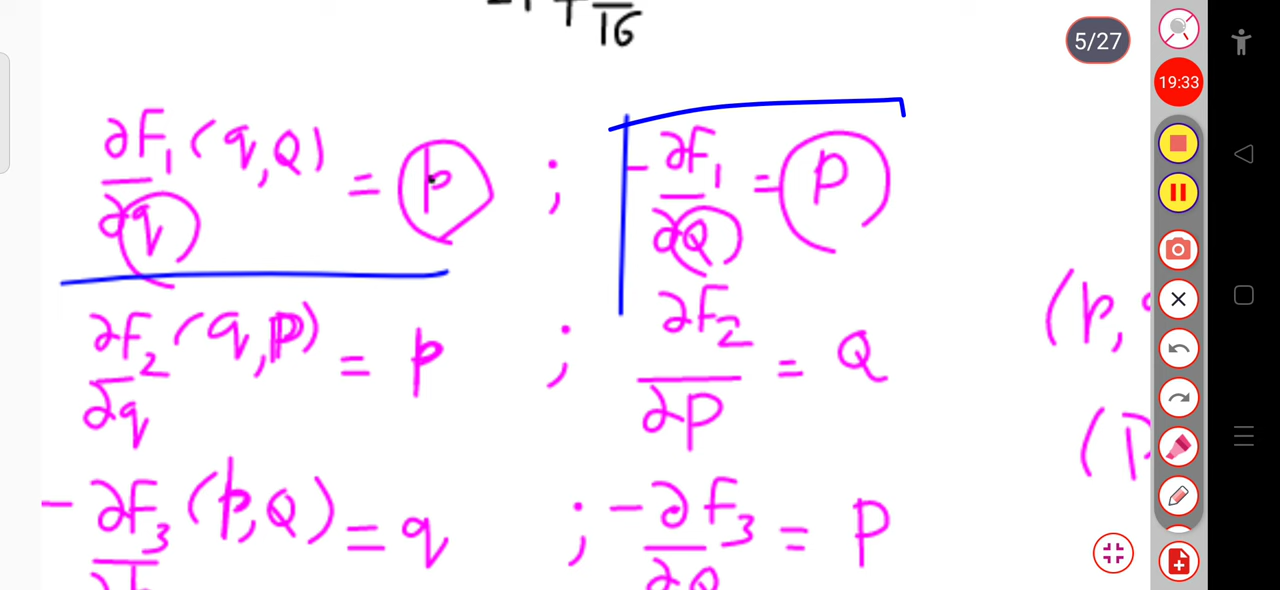 16
5/27
19:33
∂F₁(q,Q)/∂q = p ; -∂F₁/∂Q = P
∂F₂(q,P)/∂q = p ; ∂F₂/∂P = Q
(p,
(P
-∂F₃(p,Q) = q ; -∂F₃/∂Q = P